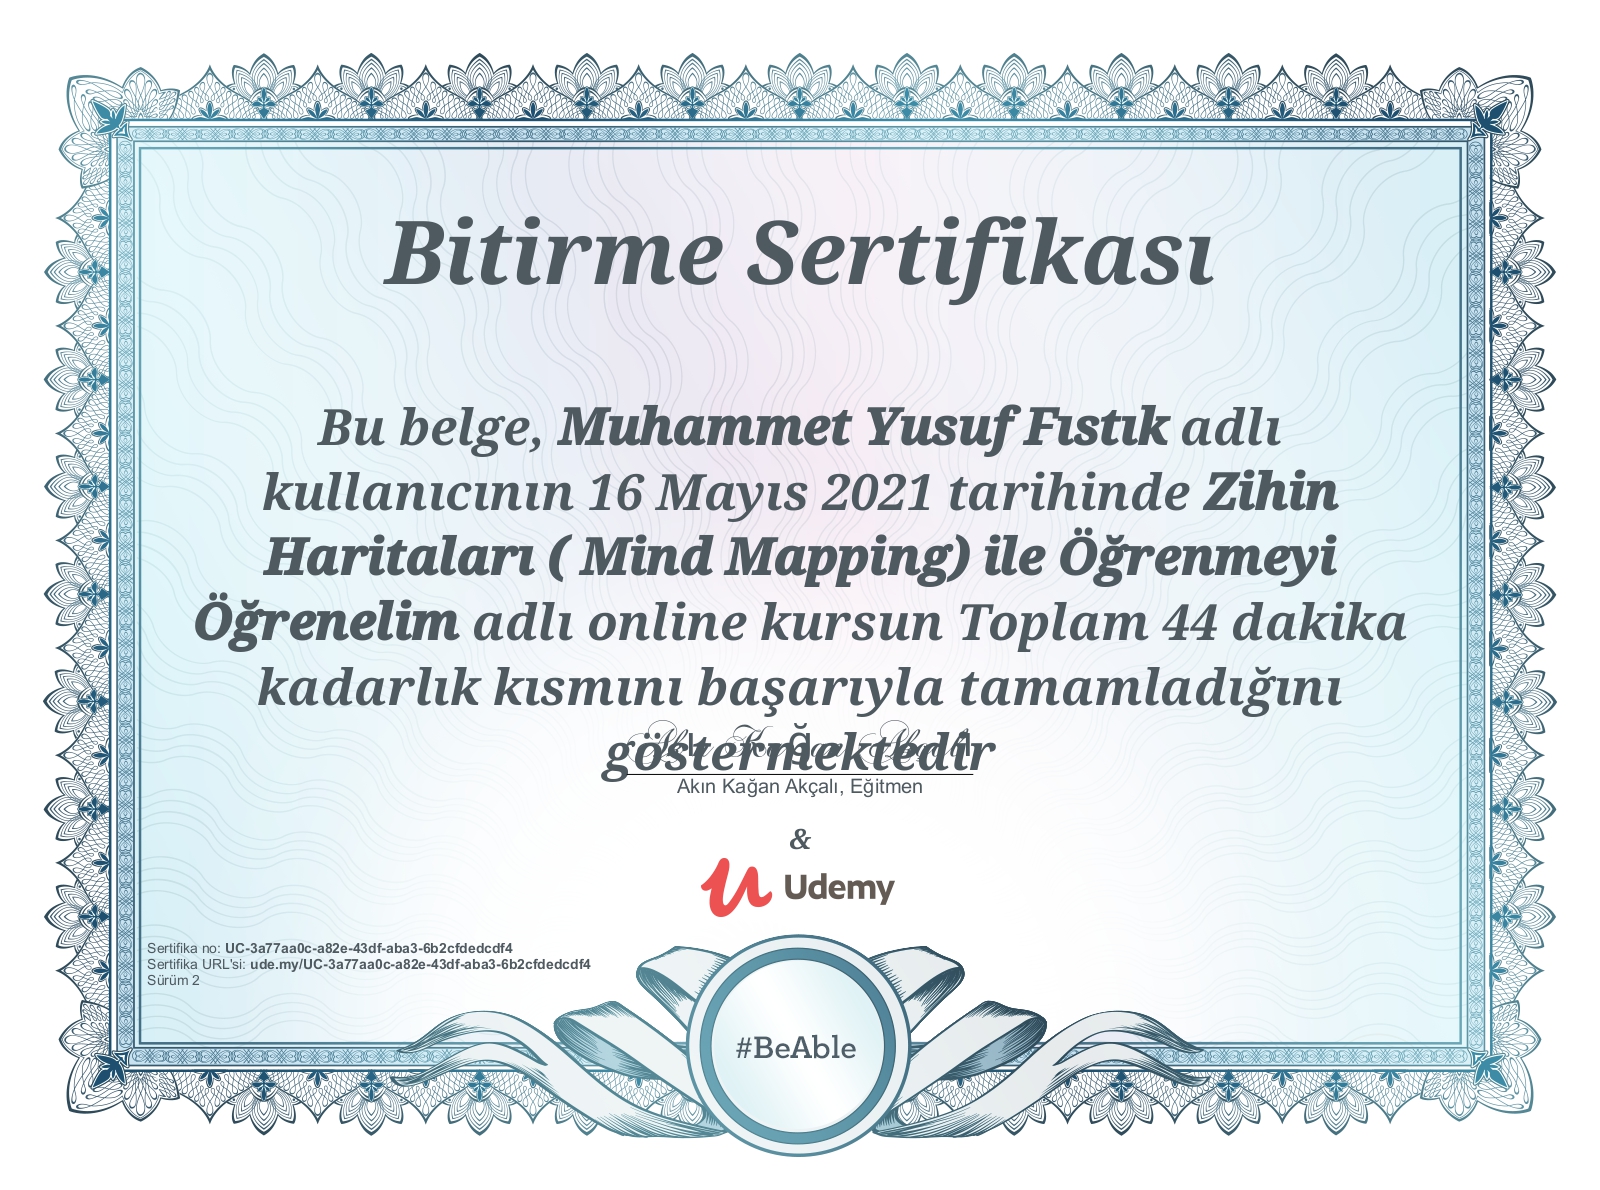 Bitirme Sertifikası
Bu belge, Muhammet Yusuf Fıstık adlı
kullanıcının 16 Mayıs 2021 tarihinde Zihin
Haritaları ( Mind Mapping) ile Öğrenmeyi
Öğrenelim adlı online kursun Toplam 44 dakika
kadarlık kısmını başarıyla tamamladığını
göstermektedir
Akın Kağan Akçalı
Akın Kağan Akçalı, Eğitmen
&
Udemy
Sertifika no: UC-3a77aa0c-a82e-43df-aba3-6b2cfdedcdf4
Sertifika URL'si: ude.my/UC-3a77aa0c-a82e-43df-aba3-6b2cfdedcdf4
Sürüm 2
#BeAble